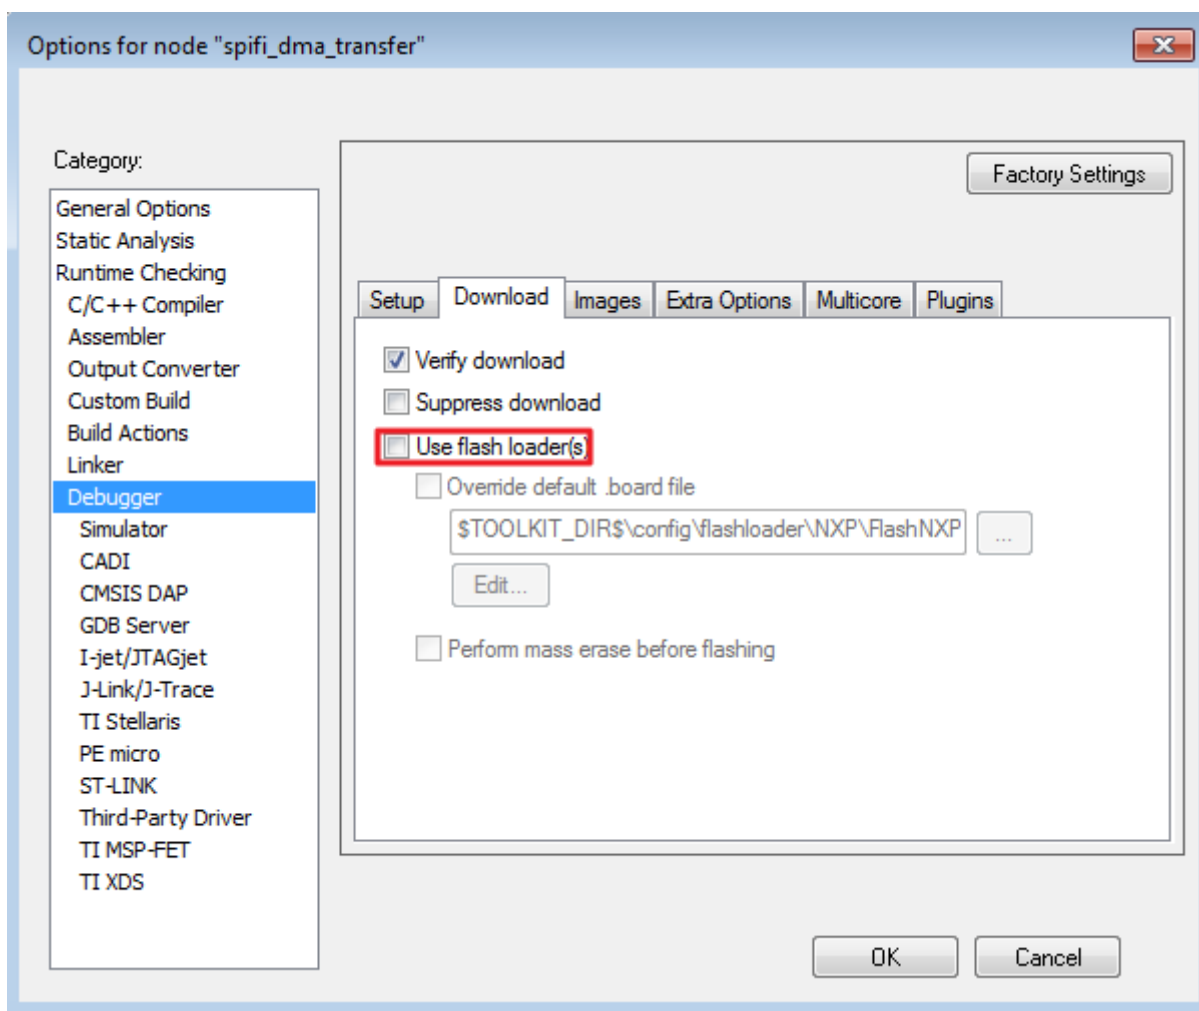 Options for node "spifi_dma_transfer"
Category:
Factory Settings
General Options
Static Analysis
Runtime Checking
C/C++ Compiler
Assembler
Output Converter
Custom Build
Build Actions
Linker
Debugger
Simulator
CADI
CMSIS DAP
GDB Server
I-jet/JTAGjet
J-Link/J-Trace
TI Stellaris
PE micro
ST-LINK
Third-Party Driver
TI MSP-FET
TI XDS
Setup Download Images Extra Options Multicore Plugins
Verify download
Suppress download
Use flash loader(s)
Override default .board file
$TOOLKIT_DIR$\config\flashloader\NXP\FlashNXP ...
Edit...
Perform mass erase before flashing
OK Cancel